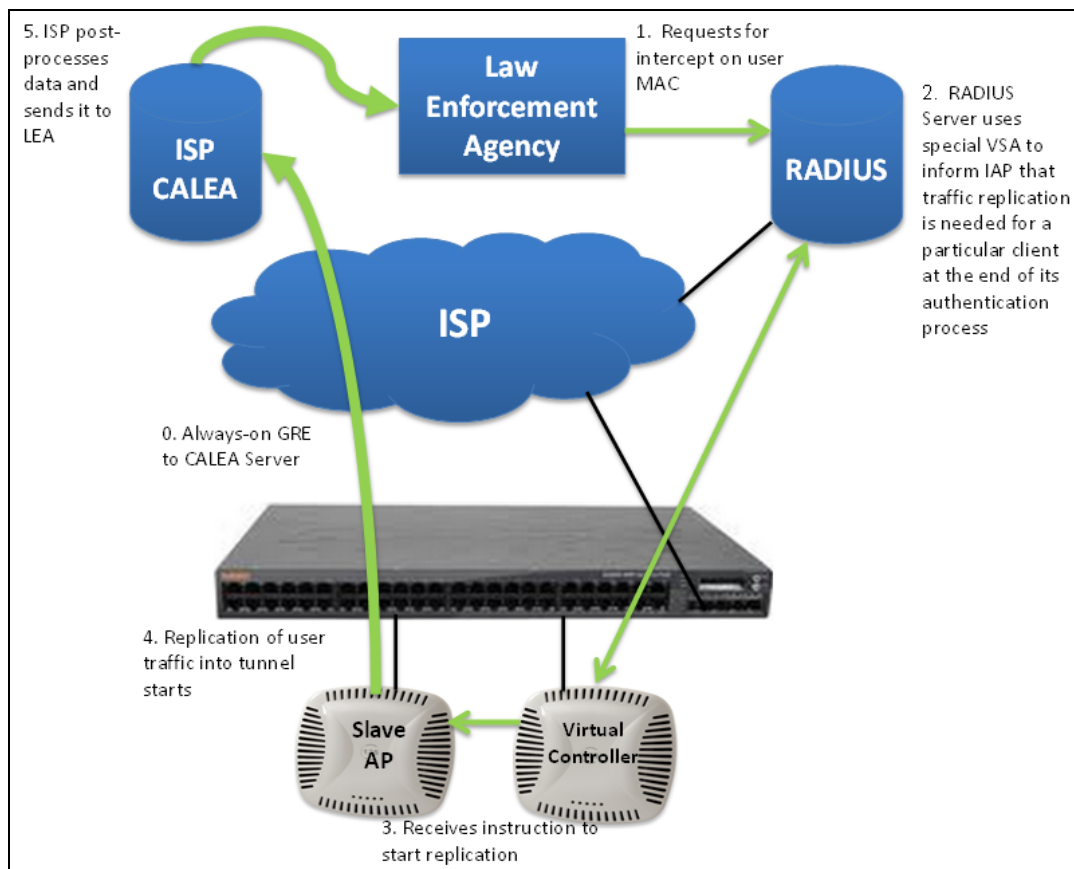 5. ISP post-
processes
data and
sends it to
LEA
ISP
CALEA
Law
Enforcement
Agency
1. Requests for
intercept on user
MAC
RADIUS
2. RADIUS
Server uses
special VSA to
inform IAP that
traffic replication
is needed for a
particular client
at the end of its
authentication
process
ISP
0. Always-on GRE
to CALEA Server
4. Replication of user
traffic into tunnel
starts
Slave
AP
Virtual
Controller
3. Receives instruction to
start replication